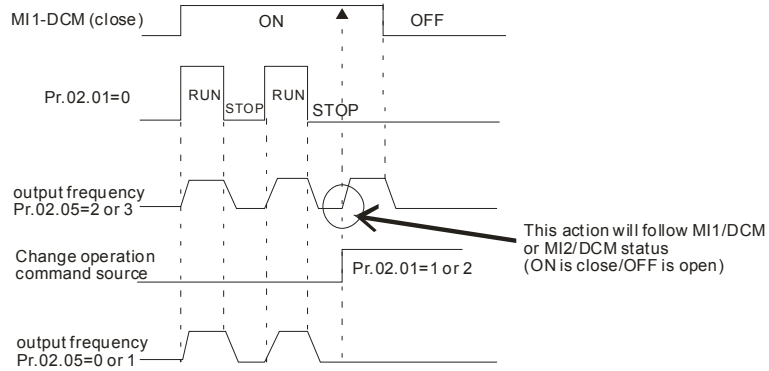 MI1-DCM (close) ON OFF
Pr.02.01=0 RUN STOP RUN STOP
output frequency
Pr.02.05=2 or 3
This action will follow MI1/DCM
or MI2/DCM status
(ON is close/OFF is open)
Change operation
command source
Pr.02.01=1 or 2
output frequency
Pr.02.05=0 or 1